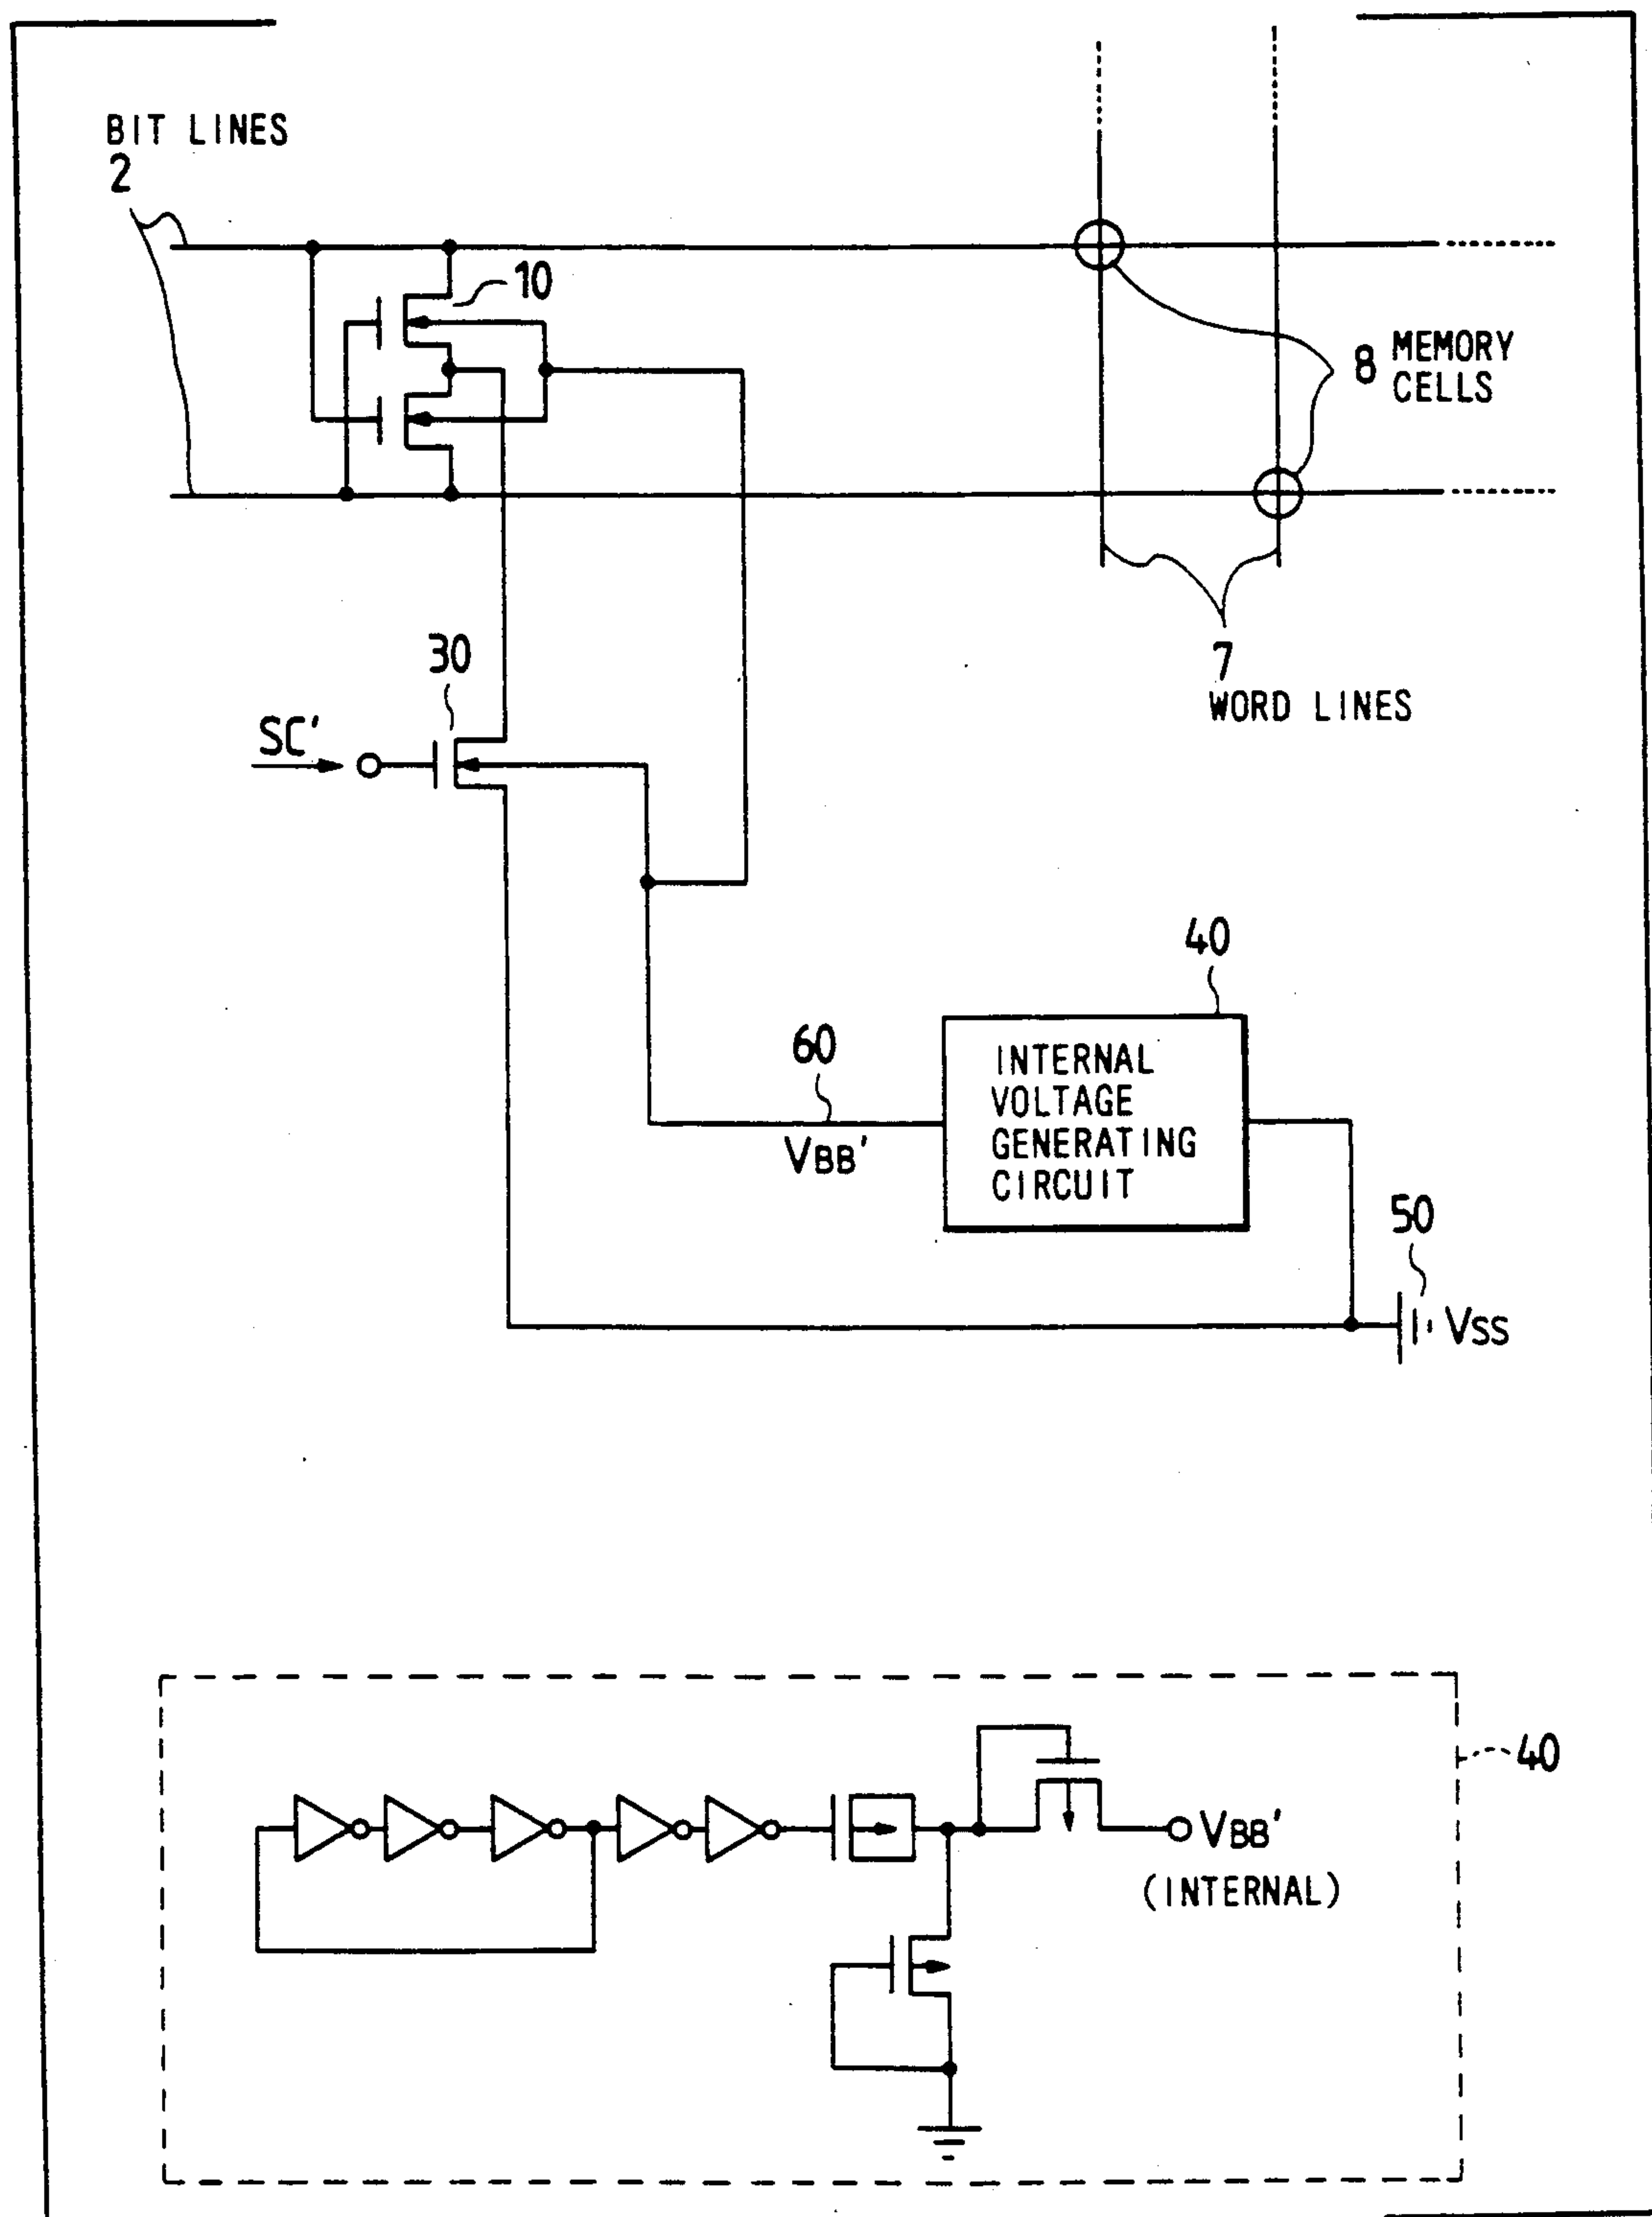 BIT LINES
2
10
8 MEMORY
CELLS
30
SC'
7
WORD LINES
40
60
VBB'
INTERNAL
VOLTAGE
GENERATING
CIRCUIT
50
VSS
40
VBB'
(INTERNAL)